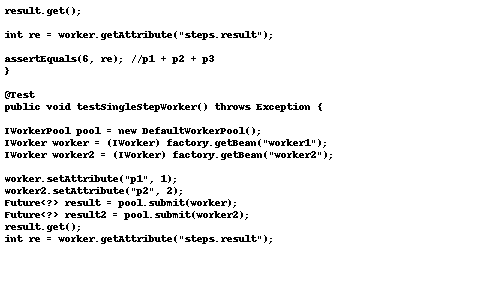 result.get();
int re = worker.getAttribute("steps.result");
assertEquals(6, re); //p1 + p2 + p3
}
@Test
public void testSingleStepWorker() throws Exception {
IWorkerPool pool = new DefaultWorkerPool();
IWorker worker = (IWorker) factory.getBean("worker1");
IWorker worker2 = (IWorker) factory.getBean("worker2");
worker.setAttribute("p1", 1);
worker2.setAttribute("p2", 2);
Future<?> result = pool.submit(worker);
Future<?> result2 = pool.submit(worker2);
result.get();
int re = worker.getAttribute("steps.result");